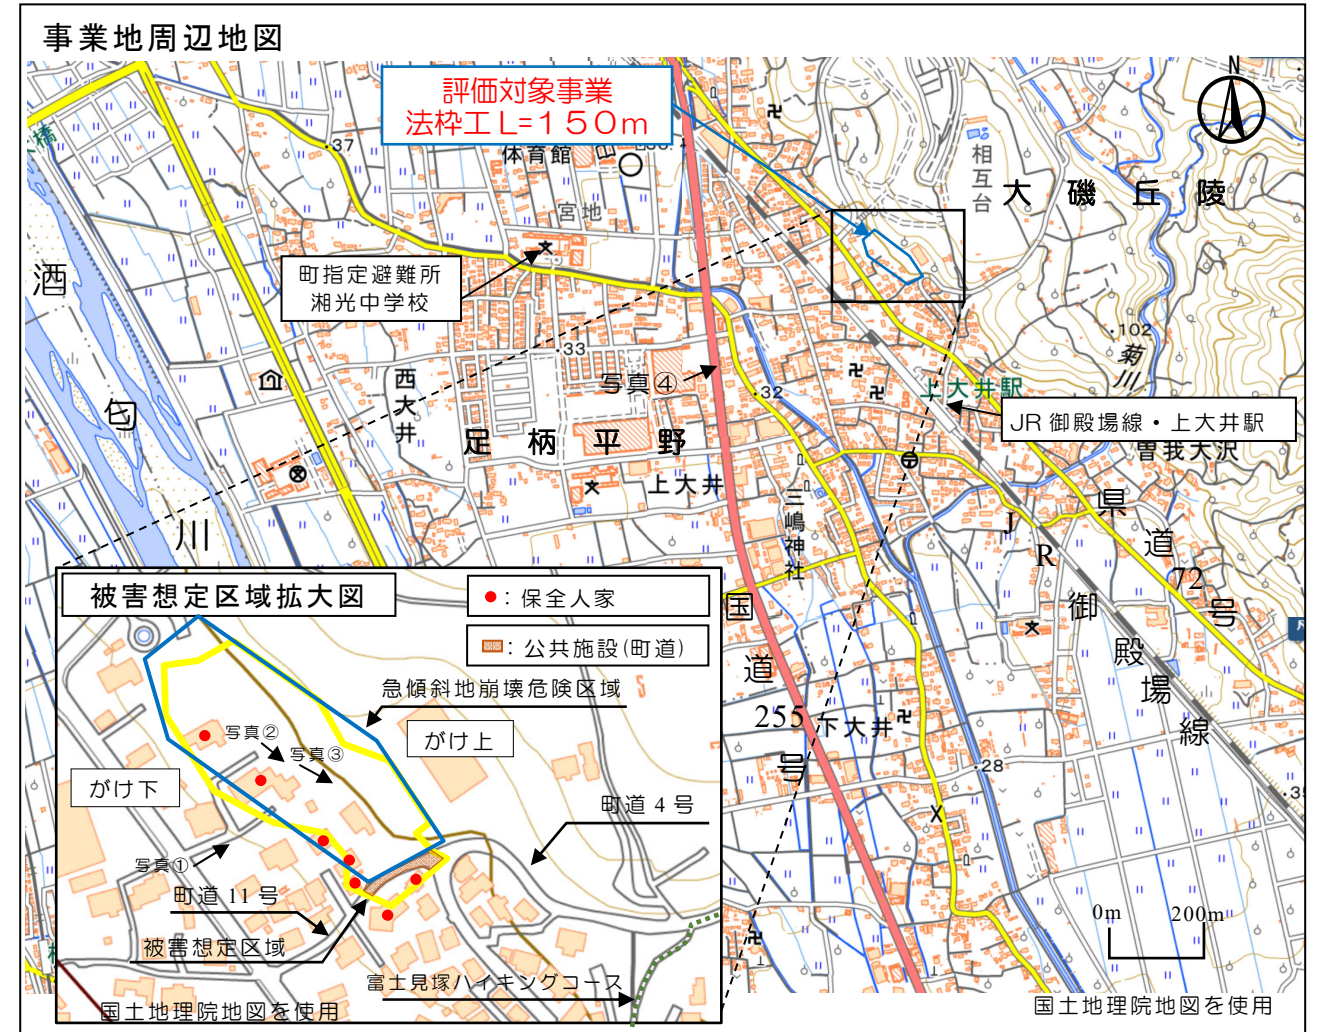 事業地周辺地図
評価対象事業
法枠工 L=150m
N
体育館
宮地
相互台
大磯丘陵
37
町指定避難所
湘光中学校
酒匂川
33
写真④
西大井
足柄平野
上大井
32
102
菊川
上大井駅
JR 御殿場線・上大井駅
曽我大沢
三嶋神社
県道72号
JR御殿場線
国道255号
下大井
28
0m 200m
国土地理院地図を使用
被害想定区域拡大図
●：保全人家
：公共施設(町道)
急傾斜地崩壊危険区域
がけ上
写真②
写真③
がけ下
町道 4 号
写真①
町道 11 号
被害想定区域
富士見塚ハイキングコース
国土地理院地図を使用